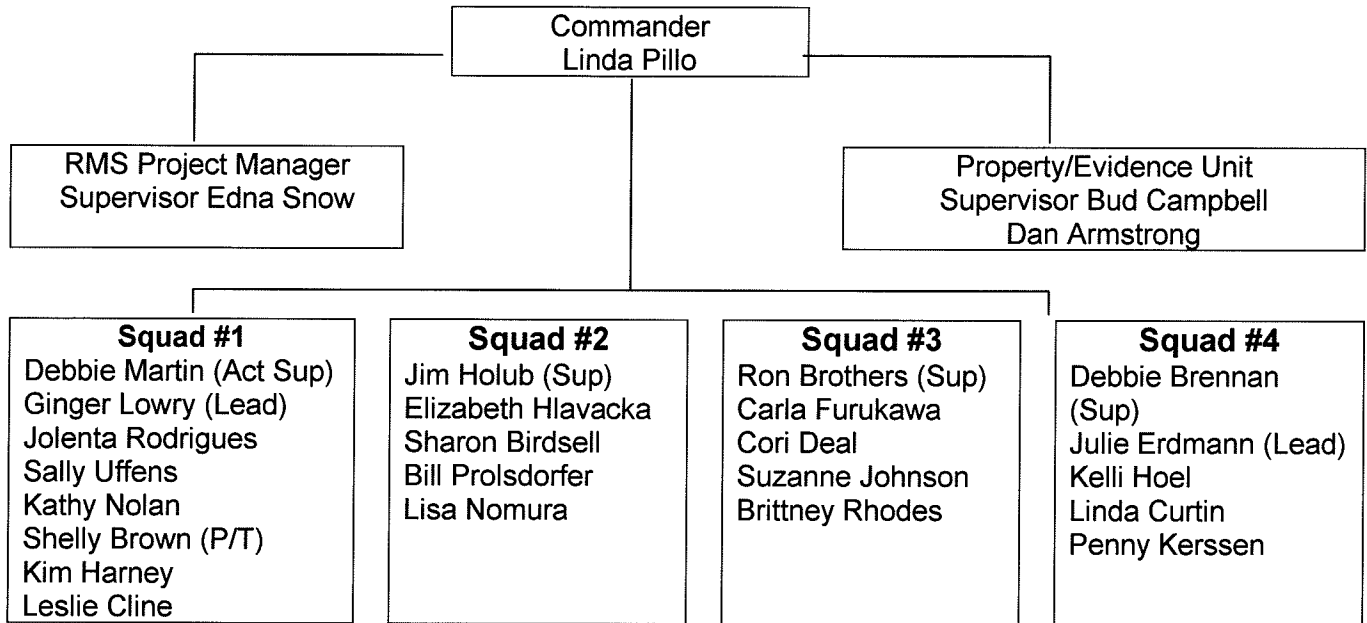 Commander
Linda Pillo
RMS Project Manager
Supervisor Edna Snow
Property/Evidence Unit
Supervisor Bud Campbell
Dan Armstrong
Squad #1
Debbie Martin (Act Sup)
Ginger Lowry (Lead)
Jolenta Rodrigues
Sally Uffens
Kathy Nolan
Shelly Brown (P/T)
Kim Harney
Leslie Cline
Squad #2
Jim Holub (Sup)
Elizabeth Hlavacka
Sharon Birdsell
Bill Prolsdorfer
Lisa Nomura
Squad #3
Ron Brothers (Sup)
Carla Furukawa
Cori Deal
Suzanne Johnson
Brittney Rhodes
Squad #4
Debbie Brennan
(Sup)
Julie Erdmann (Lead)
Kelli Hoel
Linda Curtin
Penny Kerssen